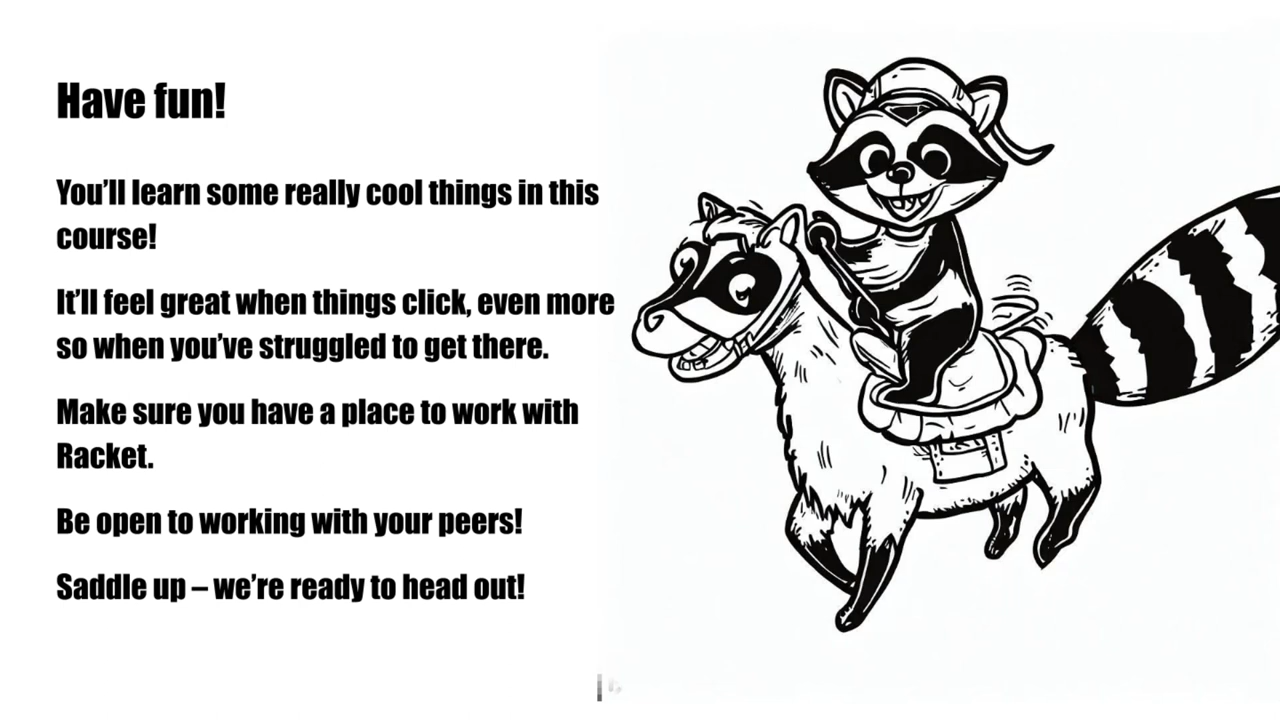 Have fun!
You’ll learn some really cool things in this
course!
It’ll feel great when things click, even more
so when you’ve struggled to get there.
Make sure you have a place to work with
Racket.
Be open to working with your peers!
Saddle up – we’re ready to head out!